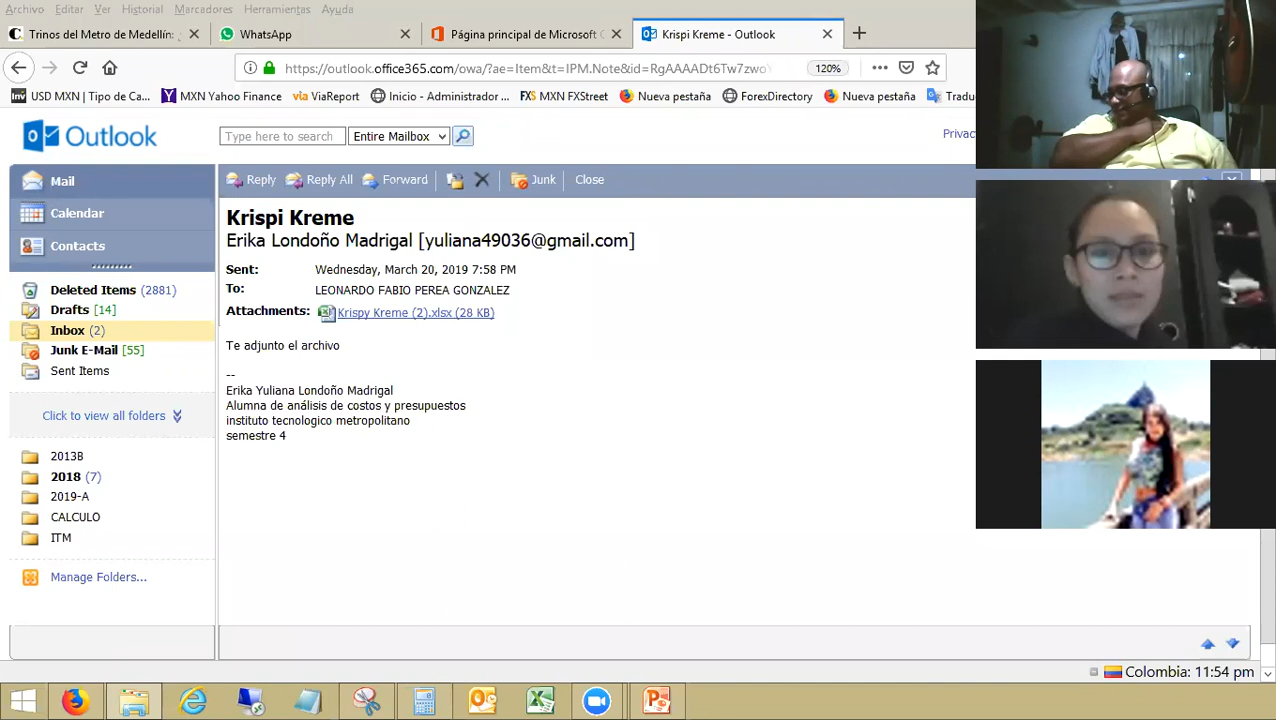 Archivo Editar Ver Historial Marcadores Herramientas Ayuda
Trinos del Metro de Medellín:
WhatsApp
Página principal de Microsoft
Krispi Kreme - Outlook
https://outlook.office365.com/owa/?ae=Item&t=IPM.Note&id=RgAAAADt6Tw7zwo
120%
USD MXN | Tipo de Ca...
MXN Yahoo Finance
ViaReport
Inicio - Administrador...
MXN FXStreet
Nueva pestaña
ForexDirectory
Nueva pestaña
Tradu
Outlook
Type here to search
Entire Mailbox
Privac
Mail
Calendar
Contacts
Deleted Items (2881)
Drafts [14]
Inbox (2)
Junk E-Mail [55]
Sent Items
Click to view all folders
2013B
2018 (7)
2019-A
CALCULO
ITM
Manage Folders...
Reply Reply All Forward Junk Close
Krispi Kreme
Erika Londoño Madrigal [yuliana49036@gmail.com]
Sent: Wednesday, March 20, 2019 7:58 PM
To: LEONARDO FABIO PEREA GONZALEZ
Attachments: Krispy Kreme (2).xlsx (28 KB)
Te adjunto el archivo
--
Erika Yuliana Londoño Madrigal
Alumna de análisis de costos y presupuestos
instituto tecnologico metropolitano
semestre 4
Colombia: 11:54 pm